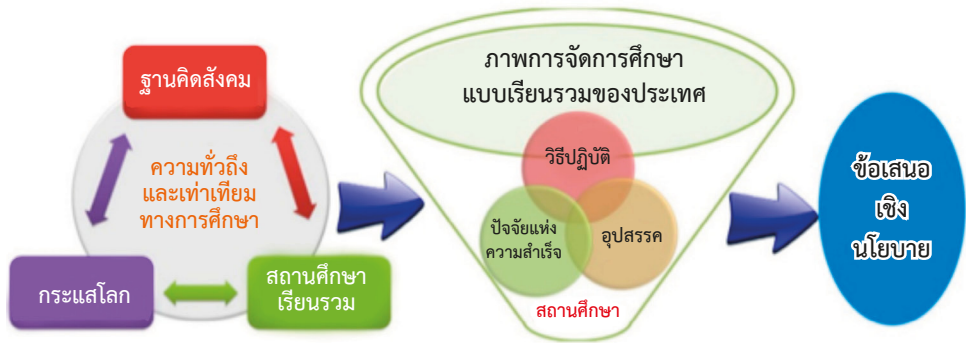 ฐานคิดสังคม
ความทั่วถึง
และเท่าเทียม
ทางการศึกษา
กระแสโลก
สถานศึกษา
เรียนรวม
ภาพการจัดการศึกษา
แบบเรียนรวมของประเทศ
วิธีปฏิบัติ
ปัจจัยแห่ง
ความสำเร็จ
อุปสรรค
สถานศึกษา
ข้อเสนอ
เชิง
นโยบาย